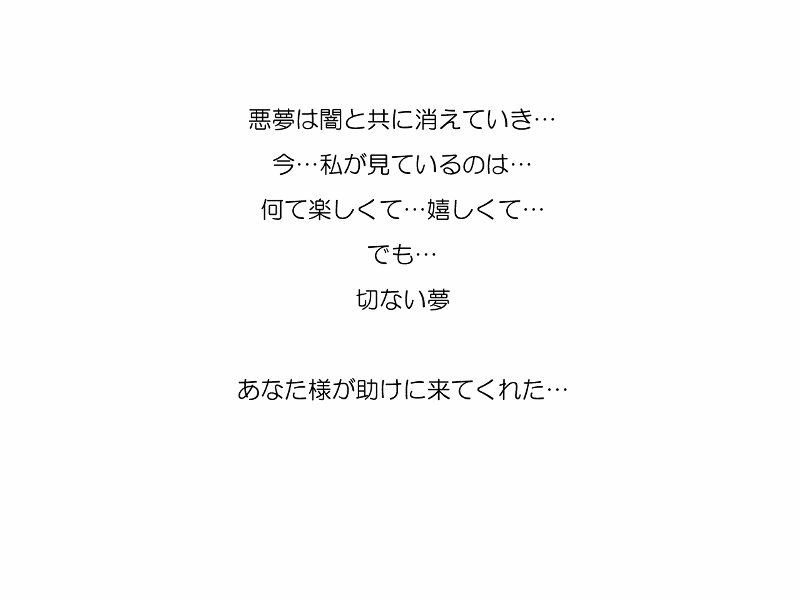 悪夢は闇と共に消えていき…
今…私が見ているのは…
何て楽しくて…嬉しくて…
でも…
切ない夢
あなた様が助けに来てくれた…